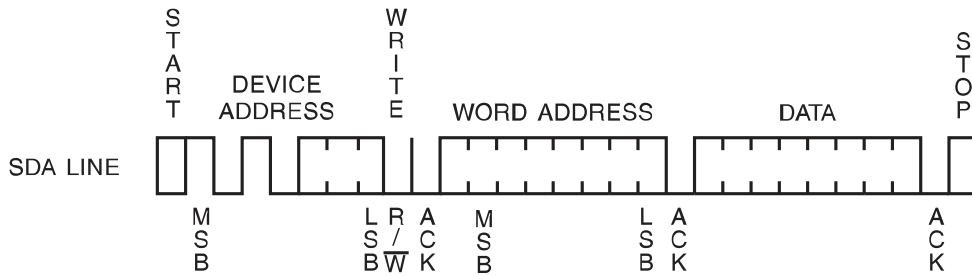 START
DEVICE
ADDRESS
WRITE
WORD ADDRESS
DATA
STOP
SDA LINE
MSB
LSB
R/W̅
ACK
MSB
LSB
ACK
ACK